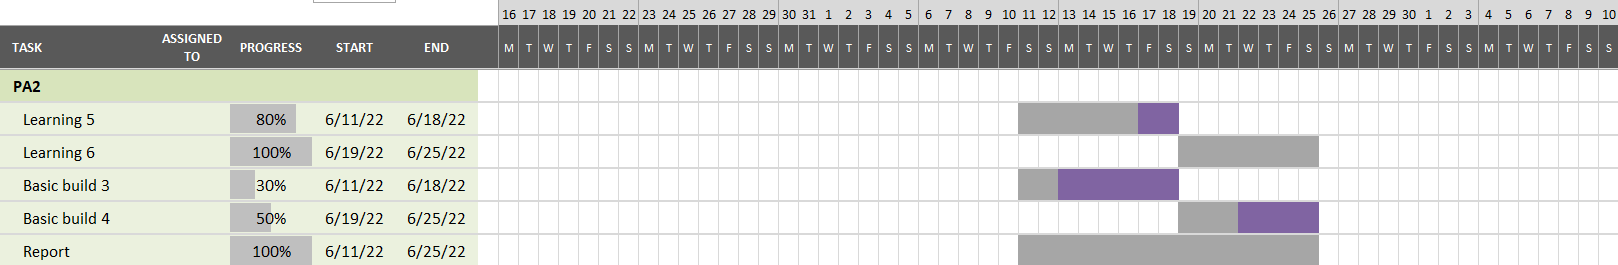 16 17 18 19 20 21 22 23 24 25 26 27 28 29 30 31 1 2 3 4 5 6 7 8 9 10 11 12 13 14 15 16 17 18 19 20 21 22 23 24 25 26 27 28 29 30 1 2 3 4 5 6 7 8 9 10
TASK ASSIGNED TO PROGRESS START END M T W T F S S M T W T F S S M T W T F S S M T W T F S S M T W T F S S M T W T F S S M T W T F S S M T W T F S S
PA2
Learning 5 80% 6/11/22 6/18/22
Learning 6 100% 6/19/22 6/25/22
Basic build 3 30% 6/11/22 6/18/22
Basic build 4 50% 6/19/22 6/25/22
Report 100% 6/11/22 6/25/22